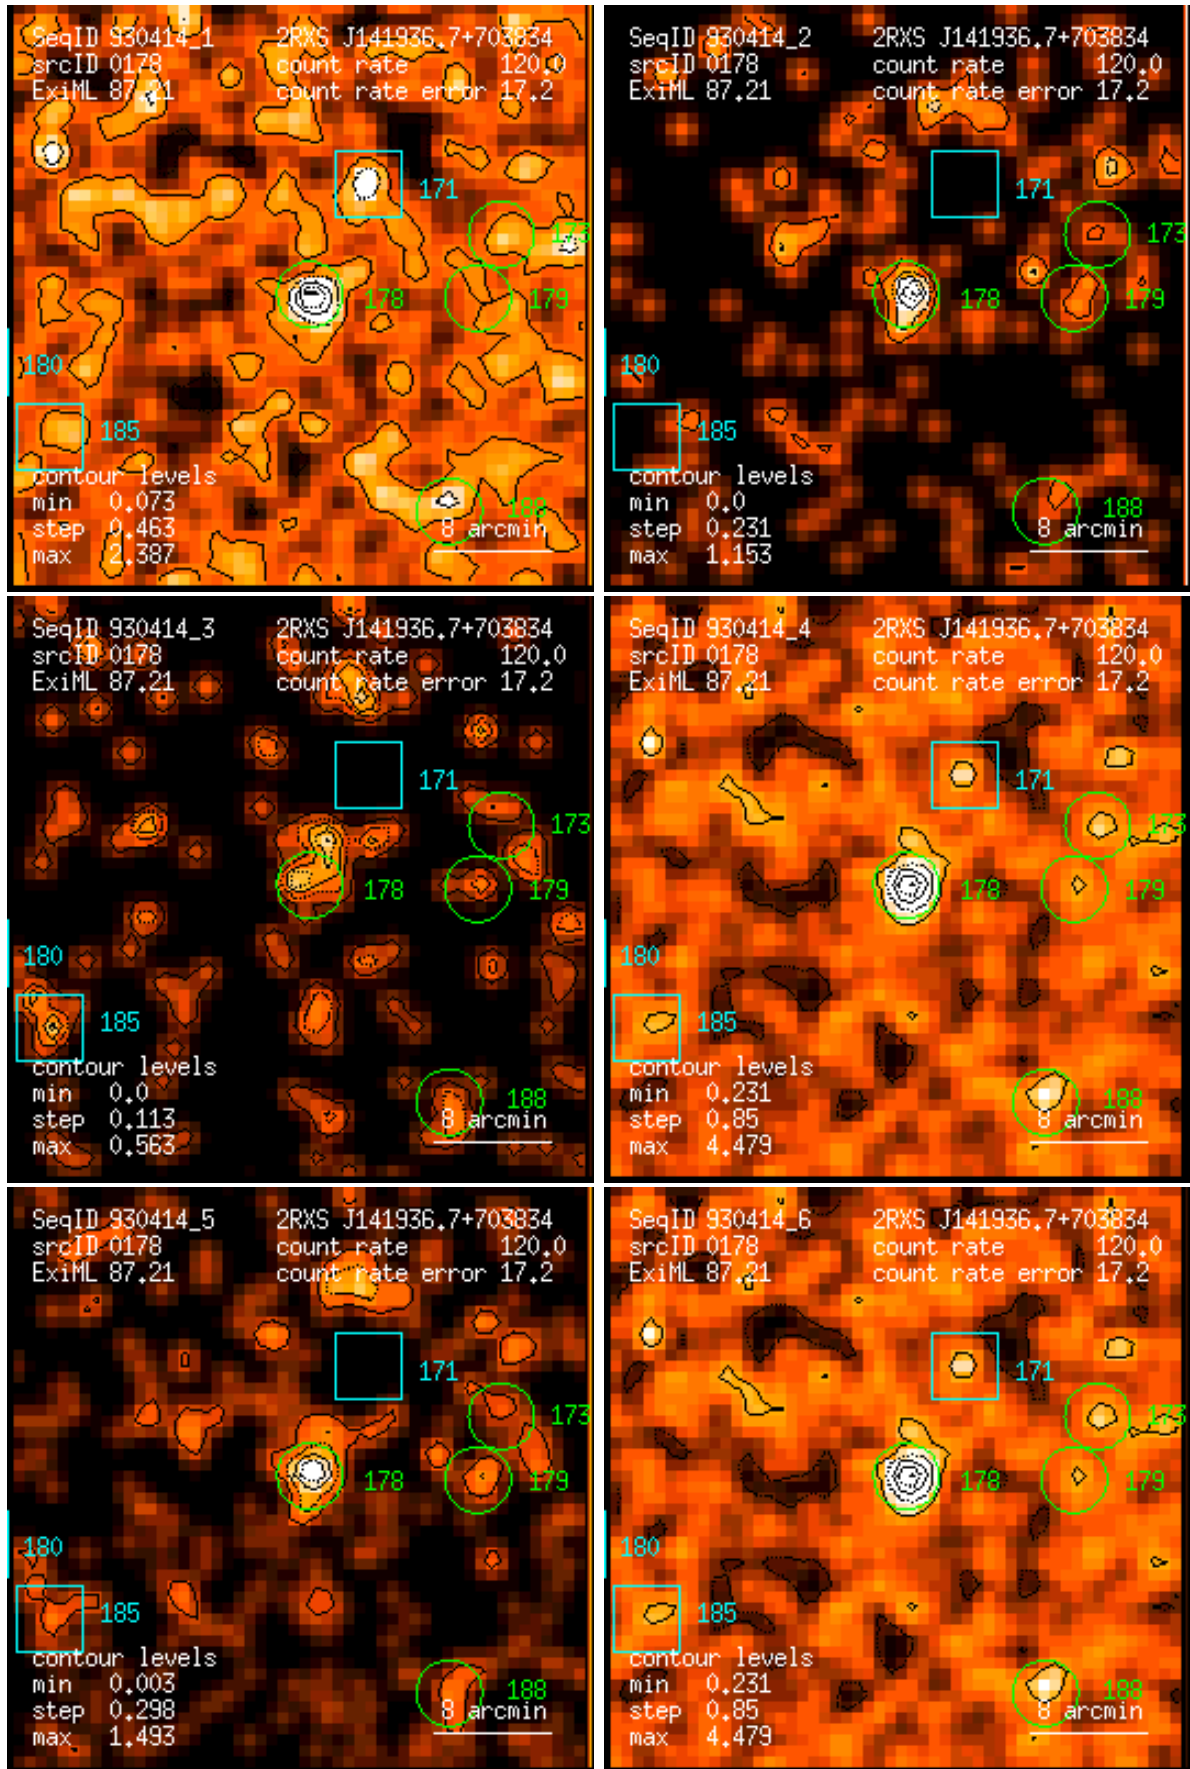 SeqID 930414_1 2RXS J141936.7+703834
srcID 0178 count rate 120.0
ExiML 87.21 count rate error 17.2
171
173
178 179
180
185
contour levels
min 0.073
188
step 0.463 8 arcmin
max 2.387
SeqID 930414_2 2RXS J141936.7+703834
srcID 0178 count rate 120.0
ExiML 87.21 count rate error 17.2
171
173
178 179
180
185
contour levels
min 0.0
188
step 0.231 8 arcmin
max 1.153
SeqID 930414_3 2RXS J141936.7+703834
srcID 0178 count rate 120.0
ExiML 87.21 count rate error 17.2
171
173
178 179
180
185
contour levels
min 0.0
188
step 0.113 8 arcmin
max 0.563
SeqID 930414_4 2RXS J141936.7+703834
srcID 0178 count rate 120.0
ExiML 87.21 count rate error 17.2
171
173
178 179
180
185
contour levels
min 0.231
188
step 0.85 8 arcmin
max 4.479
SeqID 930414_5 2RXS J141936.7+703834
srcID 0178 count rate 120.0
ExiML 87.21 count rate error 17.2
171
173
178 179
180
185
contour levels
min 0.003
188
step 0.298 8 arcmin
max 1.493
SeqID 930414_6 2RXS J141936.7+703834
srcID 0178 count rate 120.0
ExiML 87.21 count rate error 17.2
171
173
178 179
180
185
contour levels
min 0.231
188
step 0.85 8 arcmin
max 4.479